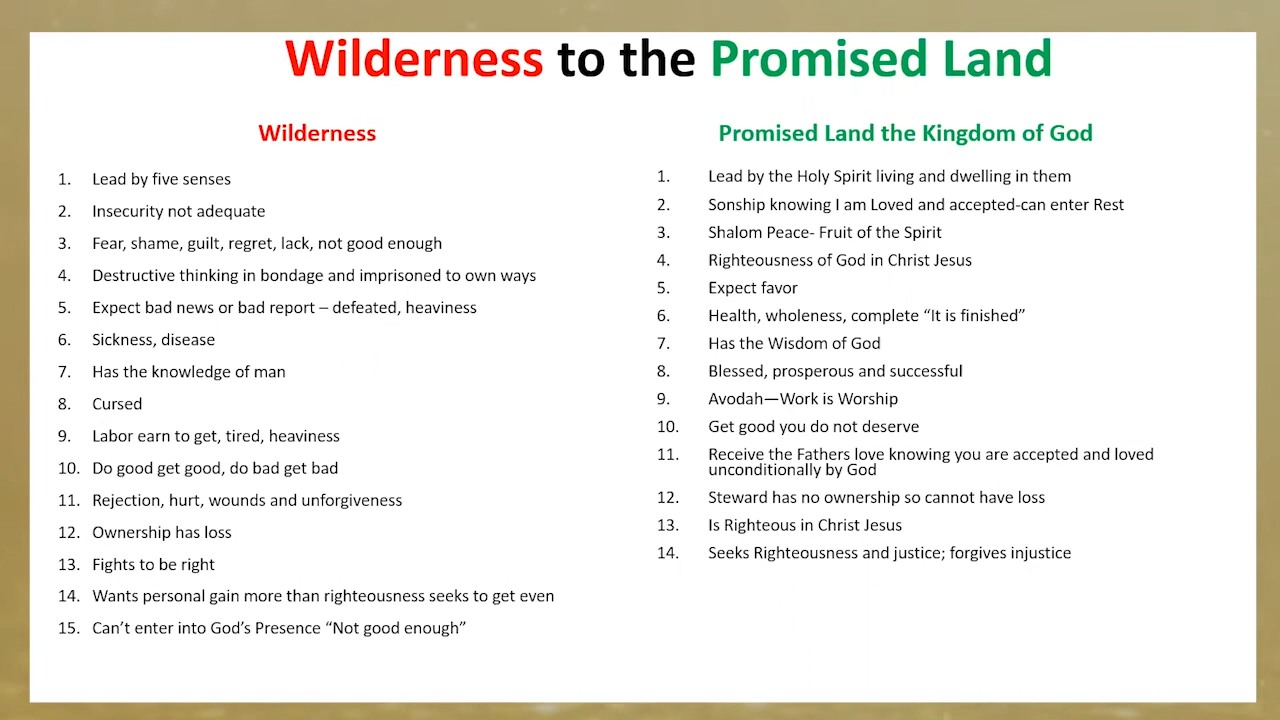 Wilderness to the Promised Land
Wilderness
1. Lead by five senses
2. Insecurity not adequate
3. Fear, shame, guilt, regret, lack, not good enough
4. Destructive thinking in bondage and imprisoned to own ways
5. Expect bad news or bad report – defeated, heaviness
6. Sickness, disease
7. Has the knowledge of man
8. Cursed
9. Labor earn to get, tired, heaviness
10. Do good get good, do bad get bad
11. Rejection, hurt, wounds and unforgiveness
12. Ownership has loss
13. Fights to be right
14. Wants personal gain more than righteousness seeks to get even
15. Can’t enter into God’s Presence “Not good enough”
Promised Land the Kingdom of God
1. Lead by the Holy Spirit living and dwelling in them
2. Sonship knowing I am Loved and accepted-can enter Rest
3. Shalom Peace- Fruit of the Spirit
4. Righteousness of God in Christ Jesus
5. Expect favor
6. Health, wholeness, complete “It is finished”
7. Has the Wisdom of God
8. Blessed, prosperous and successful
9. Avodah—Work is Worship
10. Get good you do not deserve
11. Receive the Fathers love knowing you are accepted and loved
unconditionally by God
12. Steward has no ownership so cannot have loss
13. Is Righteous in Christ Jesus
14. Seeks Righteousness and justice; forgives injustice